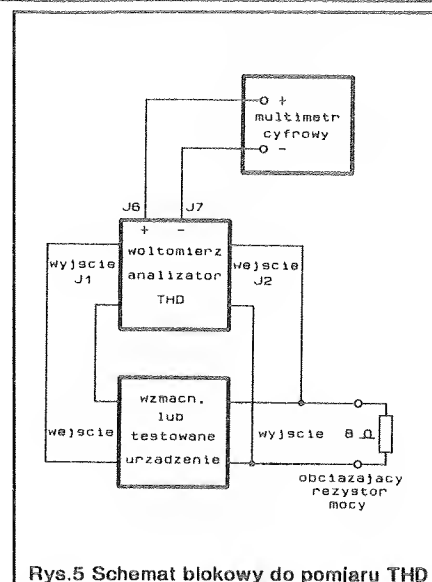 +
multimetr
cyfrowy
-
J6 J7
+ -
wyjscie
J1
woltomierz
analizator
THD
wejscie
J2
wejscie
wzmacn.
lub
testowane
urzadzenie
wyjscie
8 Ω
obciazajacy
rezystor
mocy
Rys.5 Schemat blokowy do pomiaru THD